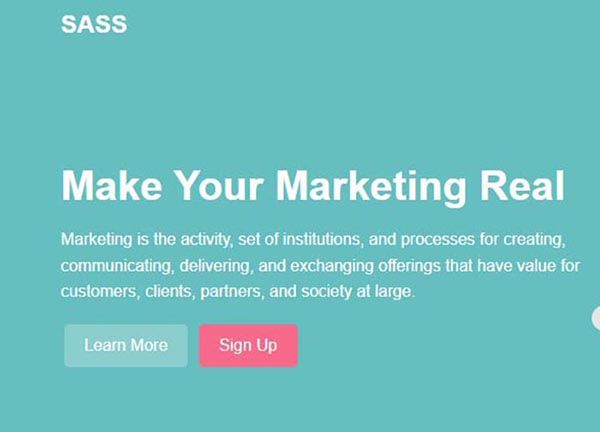 SASS
Make Your Marketing Real
Marketing is the activity, set of institutions, and processes for creating,
communicating, delivering, and exchanging offerings that have value for
customers, clients, partners, and society at large.
Learn More
Sign Up